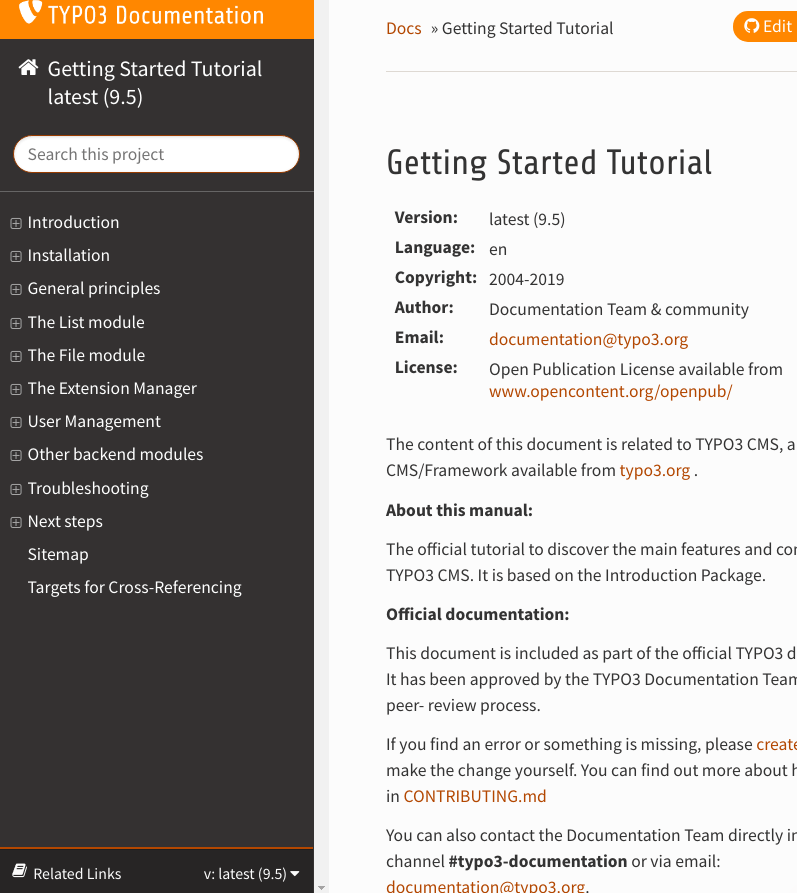 TYPO3 Documentation
Getting Started Tutorial
latest (9.5)
Search this project
Introduction
Installation
General principles
The List module
The File module
The Extension Manager
User Management
Other backend modules
Troubleshooting
Next steps
Sitemap
Targets for Cross-Referencing
Related Links
v: latest (9.5)
Docs » Getting Started Tutorial
Edit
Getting Started Tutorial
Version: latest (9.5)
Language: en
Copyright: 2004-2019
Author: Documentation Team & community
Email: documentation@typo3.org
License: Open Publication License available from
www.opencontent.org/openpub/
The content of this document is related to TYPO3 CMS, a
CMS/Framework available from typo3.org .
About this manual:
The official tutorial to discover the main features and
TYPO3 CMS. It is based on the Introduction Package.
Official documentation:
This document is included as part of the official TYPO3
It has been approved by the TYPO3 Documentation Team
peer- review process.
If you find an error or something is missing, please create
make the change yourself. You can find out more about
in CONTRIBUTING.md
You can also contact the Documentation Team directly in
channel #typo3-documentation or via email:
documentation@typo3.org.